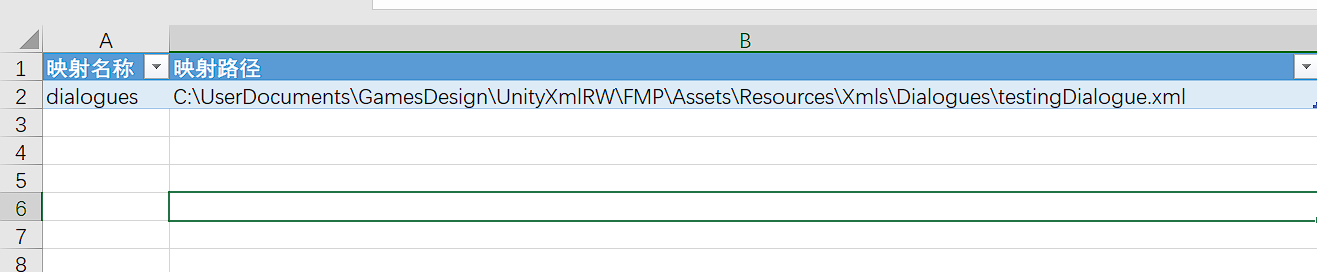 A B
1 映射名称 映射路径
2 dialogues C:\UserDocuments\GamesDesign\UnityXmlRW\FMP\Assets\Resources\Xmls\Dialogues\testingDialogue.xml
3
4
5
6
7
8